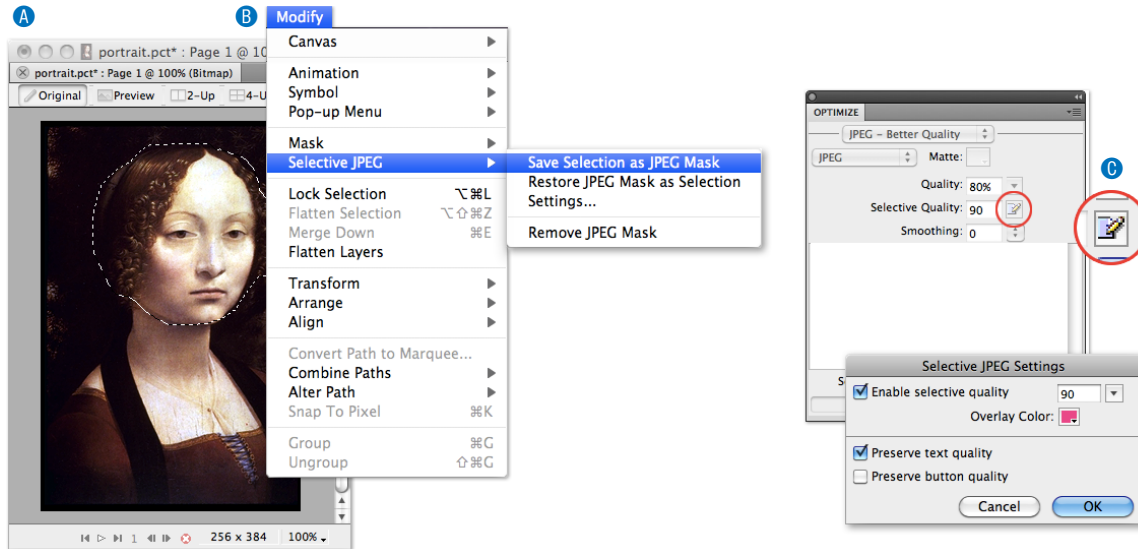 A
B
Modify
portrait.pct* : Page 1 @ 10
portrait.pct* : Page 1 @ 100% (Bitmap)
Original Preview 2-Up 4-U
Canvas
Animation
Symbol
Pop-up Menu
Mask
Selective JPEG
Lock Selection ⌥⌘L
Flatten Selection ⌥⇧⌘Z
Merge Down ⌘E
Flatten Layers
Transform
Arrange
Align
Convert Path to Marquee...
Combine Paths
Alter Path
Snap To Pixel ⌘K
Group ⌘G
Ungroup ⇧⌘G
Save Selection as JPEG Mask
Restore JPEG Mask as Selection
Settings...
Remove JPEG Mask
1 256 x 384 100%
OPTIMIZE
JPEG – Better Quality
JPEG Matte:
Quality: 80%
Selective Quality: 90
Smoothing: 0
C
S
Selective JPEG Settings
Enable selective quality 90
Overlay Color:
Preserve text quality
Preserve button quality
Cancel OK